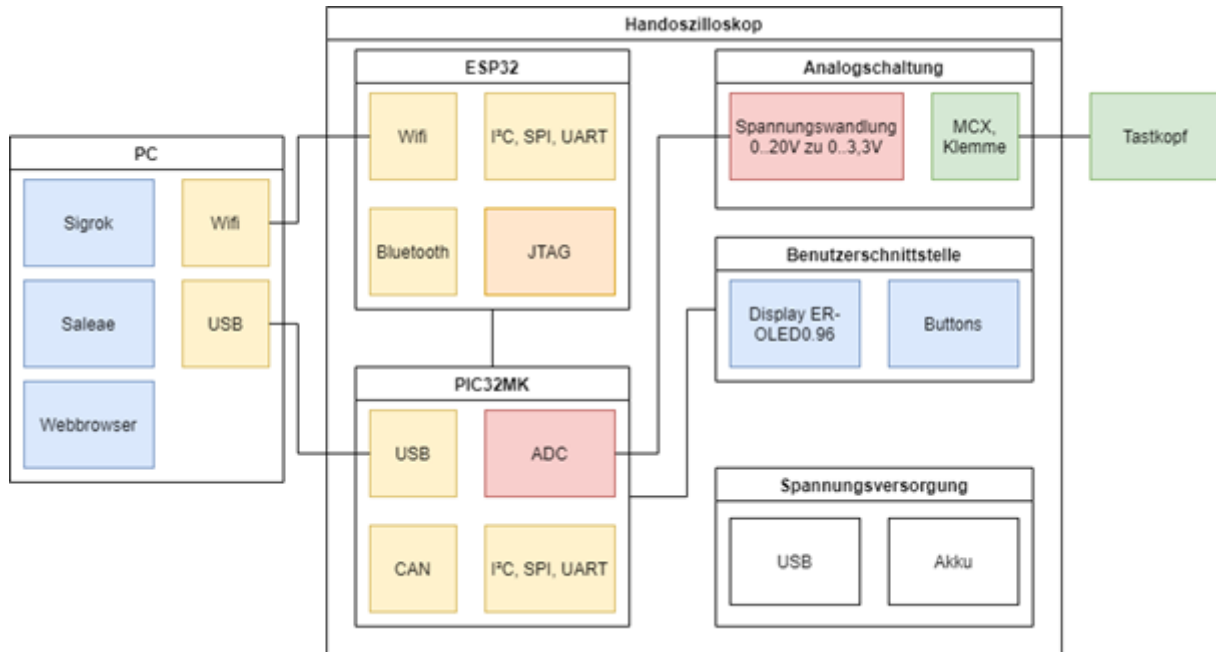 Handoszilloskop
PC
Sigrok
Wifi
Saleae
USB
Webbrowser
ESP32
Wifi
I²C, SPI, UART
Bluetooth
JTAG
PIC32MK
USB
ADC
CAN
I²C, SPI, UART
Analogschaltung
Spannungswandlung
0..20V zu 0..3,3V
MCX,
Klemme
Tastkopf
Benutzerschnittstelle
Display ER-
OLED0.96
Buttons
Spannungsversorgung
USB
Akku